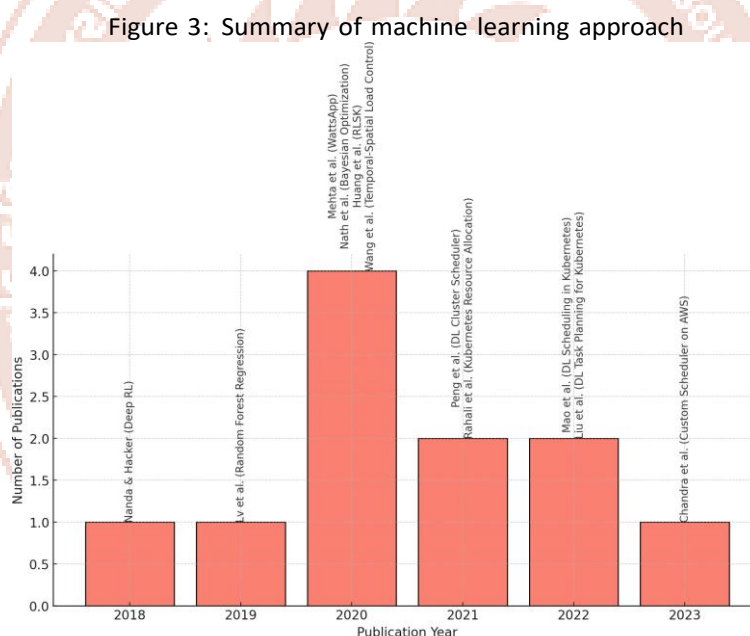 Figure 3: Summary of machine learning approach
Mehta et al. (WattsApp)
Nath et al. (Bayesian Optimization)
Huang et al. (RLSK)
Wang et al. (Temporal-Spatial Load Control)
Peng et al. (DL Cluster Scheduler)
Rahali et al. (Kubernetes Resource Allocation)
Mao et al. (DL Scheduling in Kubernetes)
Liu et al. (DL Task Planning for Kubernetes)
Chandra et al. (Custom Scheduler on AWS)
Nanda & Hacker (Deep RL)
Lv et al. (Random Forest Regression)
Number of Publications
4.0
3.5
3.0
2.5
2.0
1.5
1.0
0.5
0.0
2018 2019 2020 2021 2022 2023
Publication Year